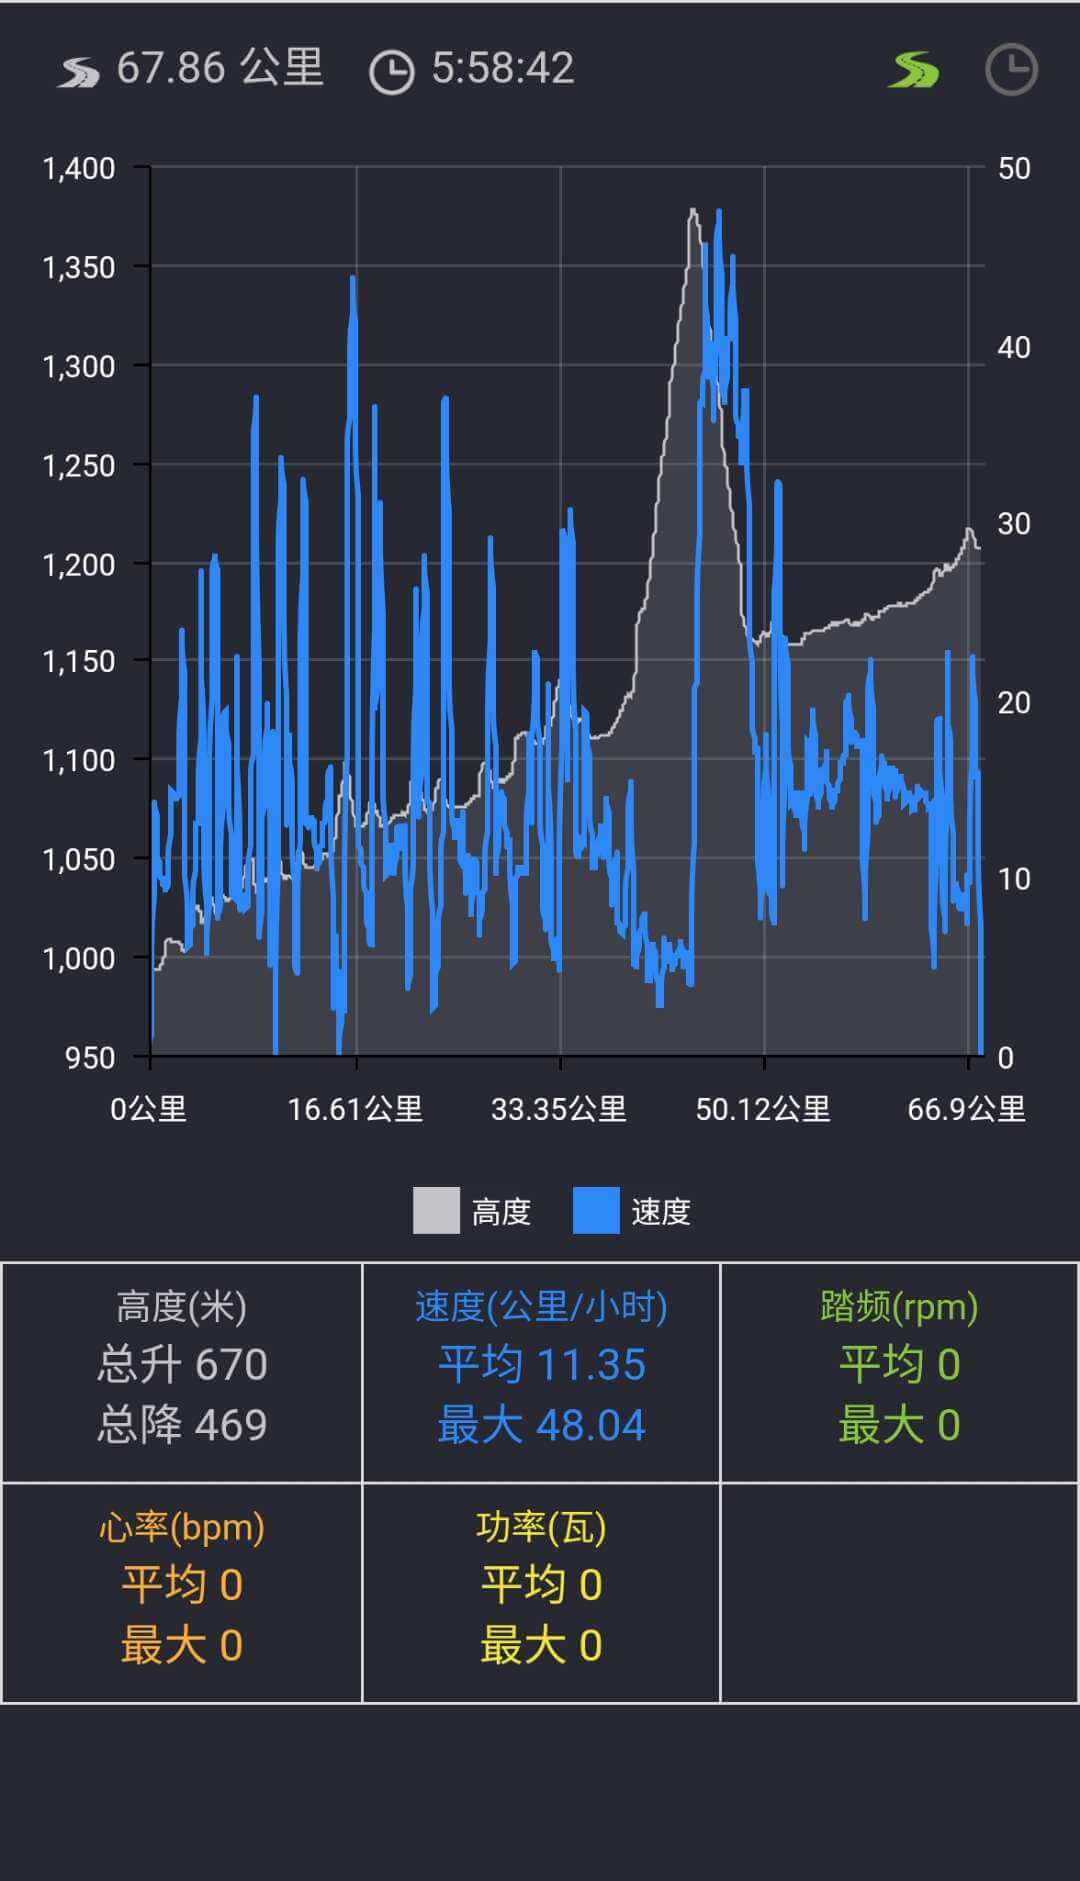 67.86 公里 5:58:42
1,400 50
1,350
1,300 40
1,250
1,200 30
1,150
1,100 20
1,050 10
1,000
950 0
0公里 16.61公里 33.35公里 50.12公里 66.9公里
高度 速度
高度(米) 速度(公里/小时) 踏频(rpm)
总升 670 平均 11.35 平均 0
总降 469 最大 48.04 最大 0
心率(bpm) 功率(瓦)
平均 0 平均 0
最大 0 最大 0